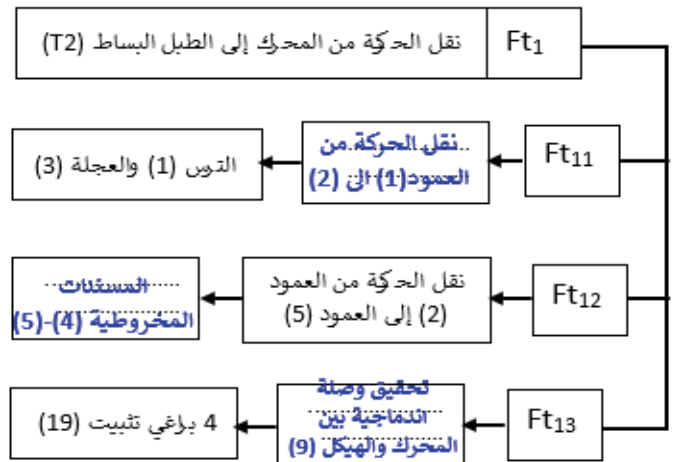 Ft1 نقل الحركة من المحرك إلى الطبل البساط (T2)
Ft11
نقل الحركة من
العمود(1) الى (2)
الترس (1) والعجلة (3)
Ft12
نقل الحركة من العمود
(2) إلى العمود (5)
المسننات
المخروطية (4)-(5)
Ft13
تحقيق وصلة
اندماجية بين
المحرك والهيكل (9)
4 براغي تثبيت (19)